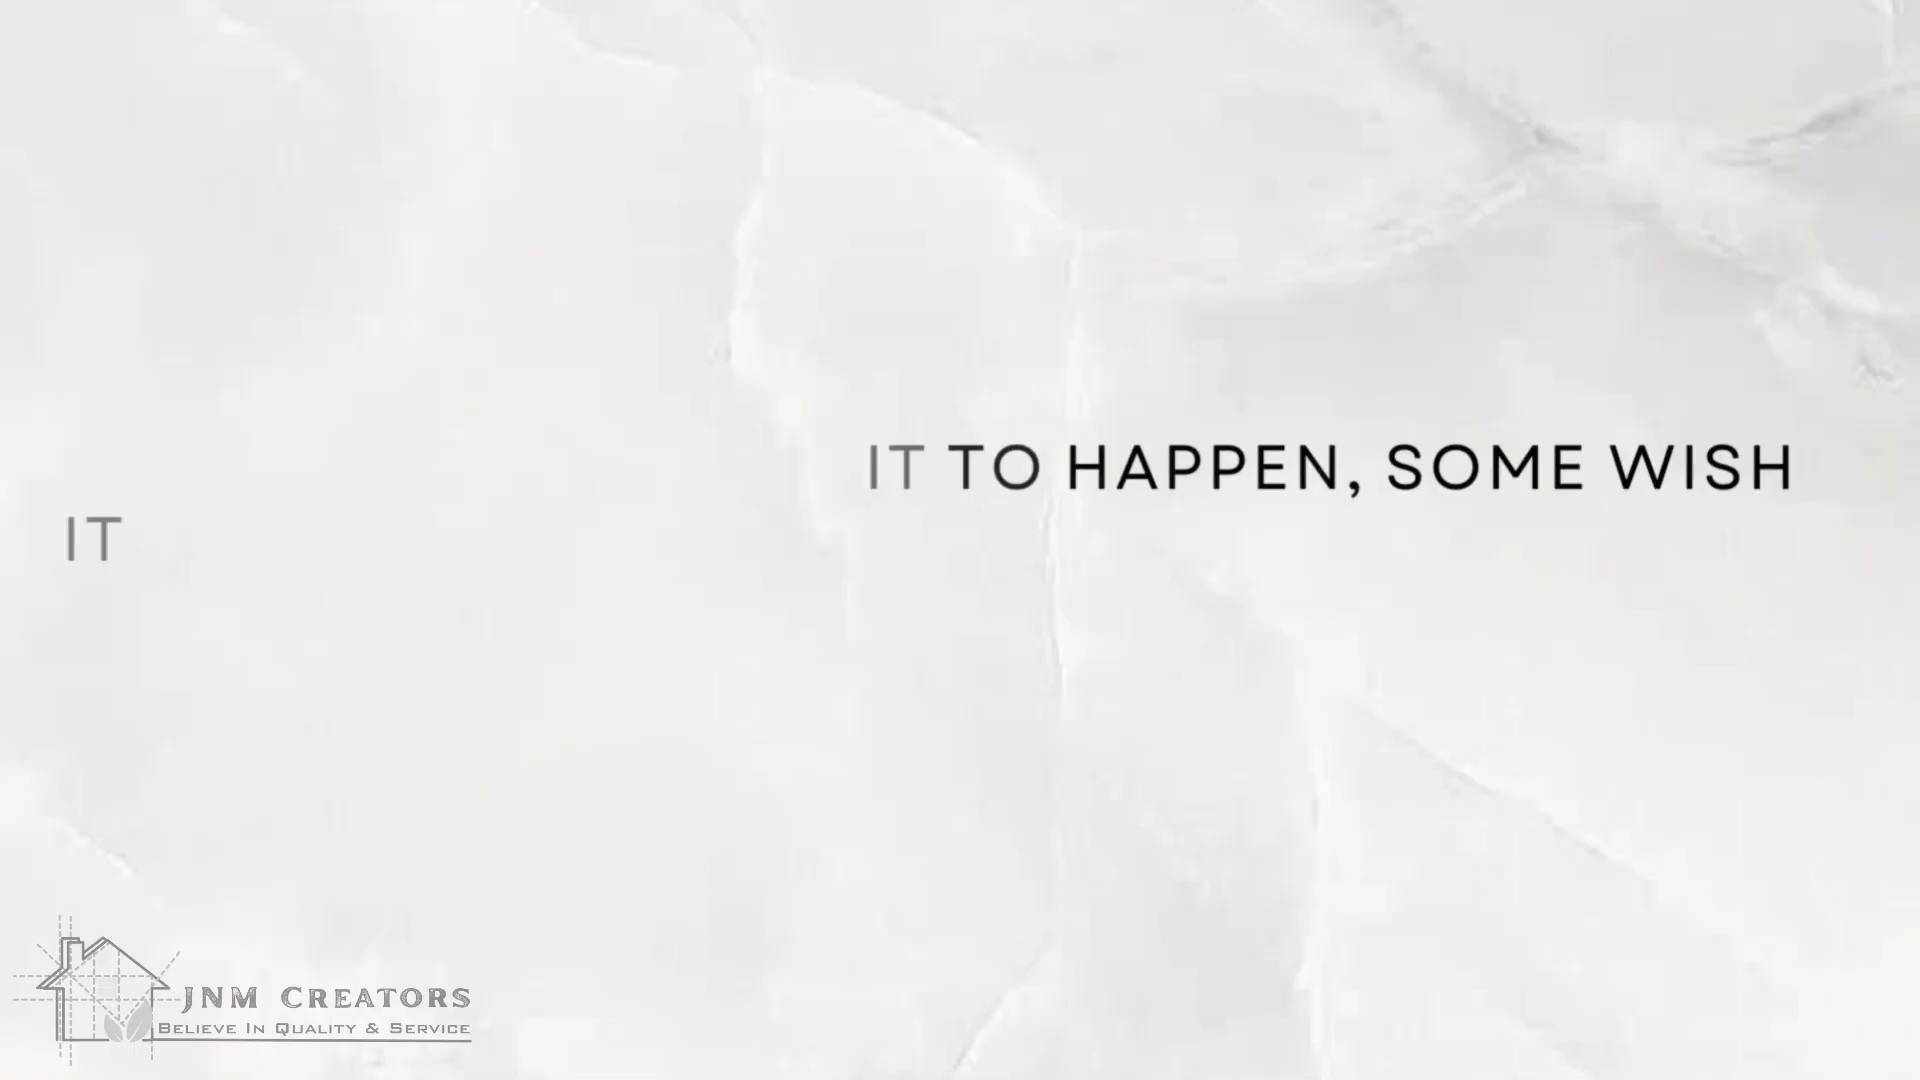 IT TO HAPPEN, SOME WISH
IT
JNM CREATORS
BELIEVE IN QUALITY & SERVICE